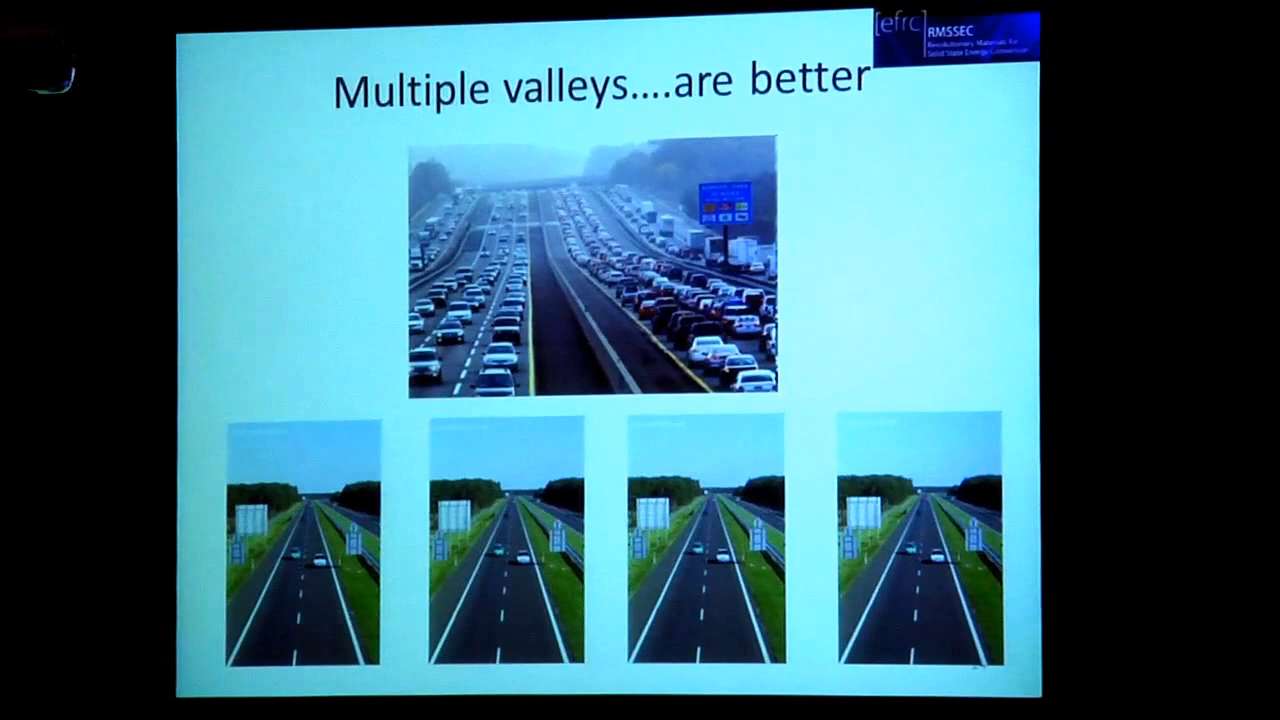 [efrc]
RMSSEC
Revolutionary Materials for
Solid State Energy Conversion
Multiple valleys....are better